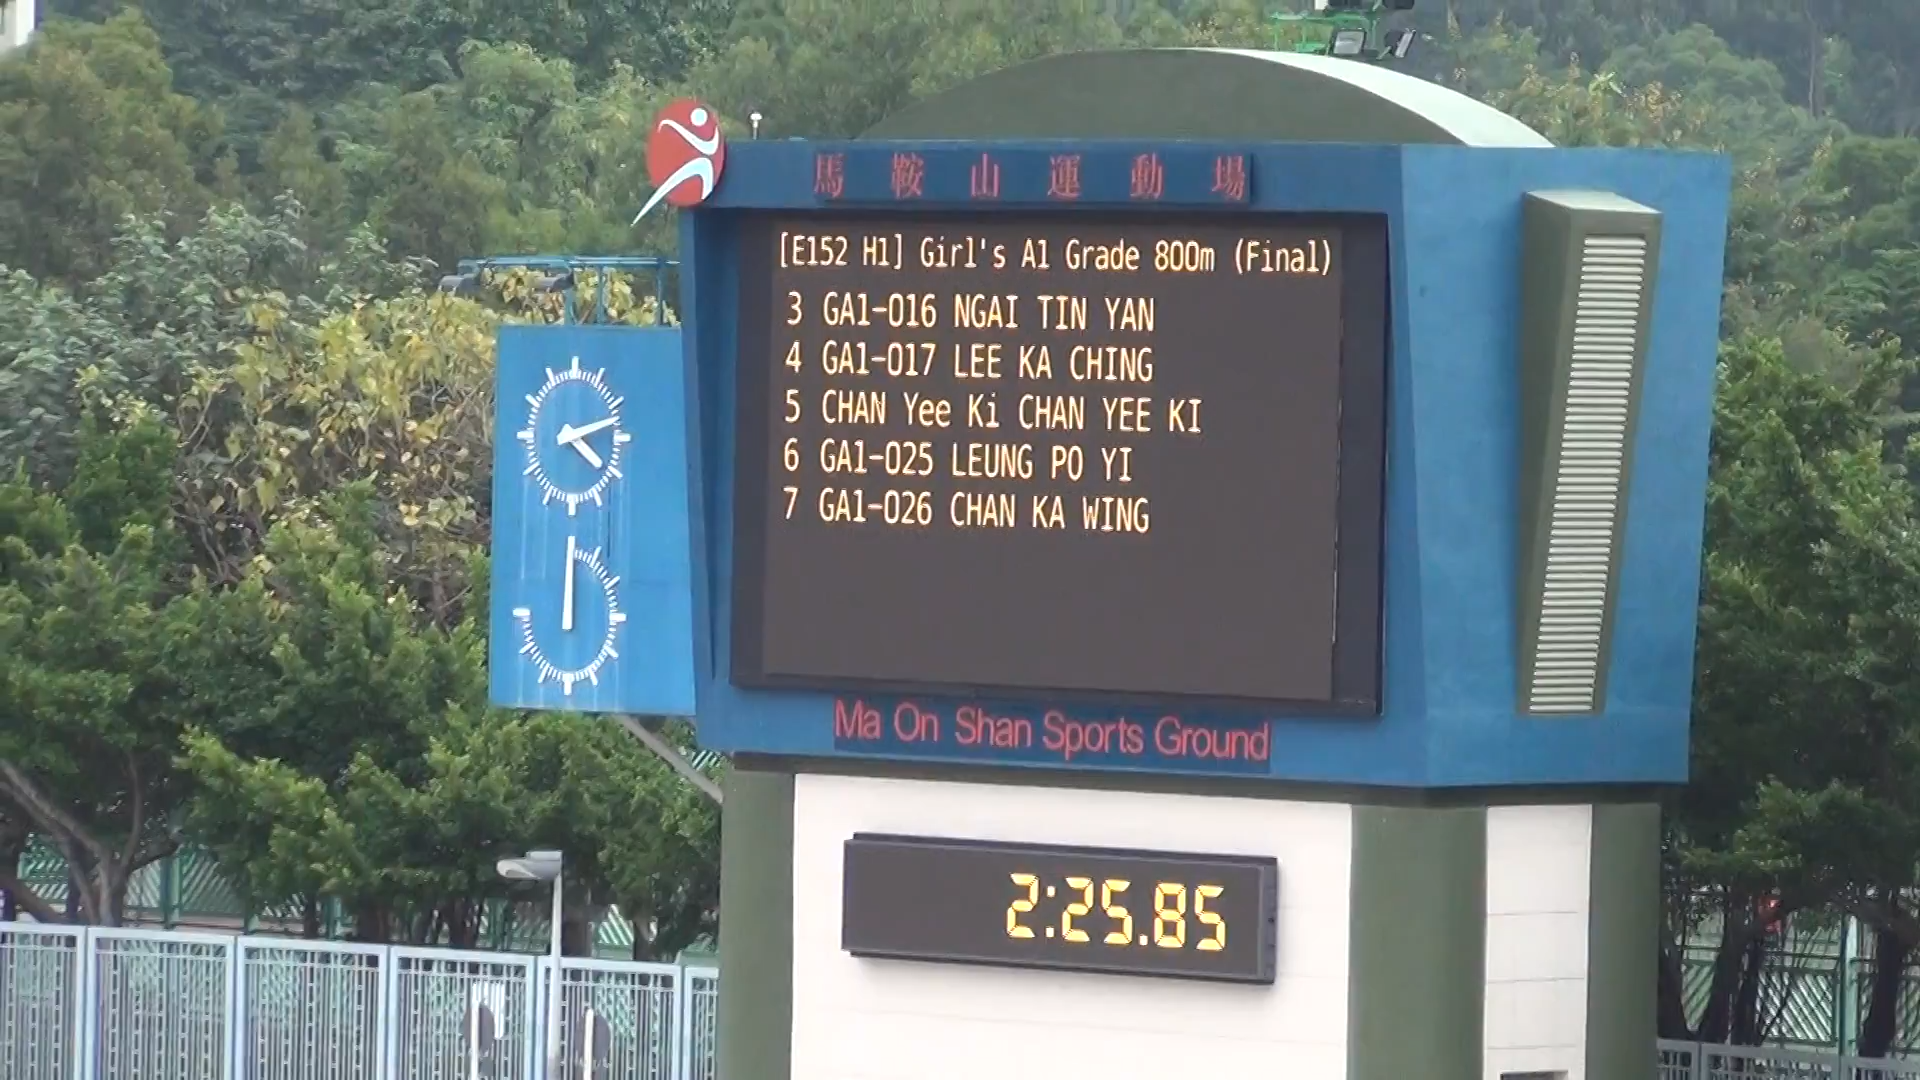 馬鞍山運動場
[E152 H1] Girl's A1 Grade 800m (Final)
3 GA1-016 NGAI TIN YAN
4 GA1-017 LEE KA CHING
5 CHAN Yee Ki CHAN YEE KI
6 GA1-025 LEUNG PO YI
7 GA1-026 CHAN KA WING
Ma On Shan Sports Ground
2:25.85